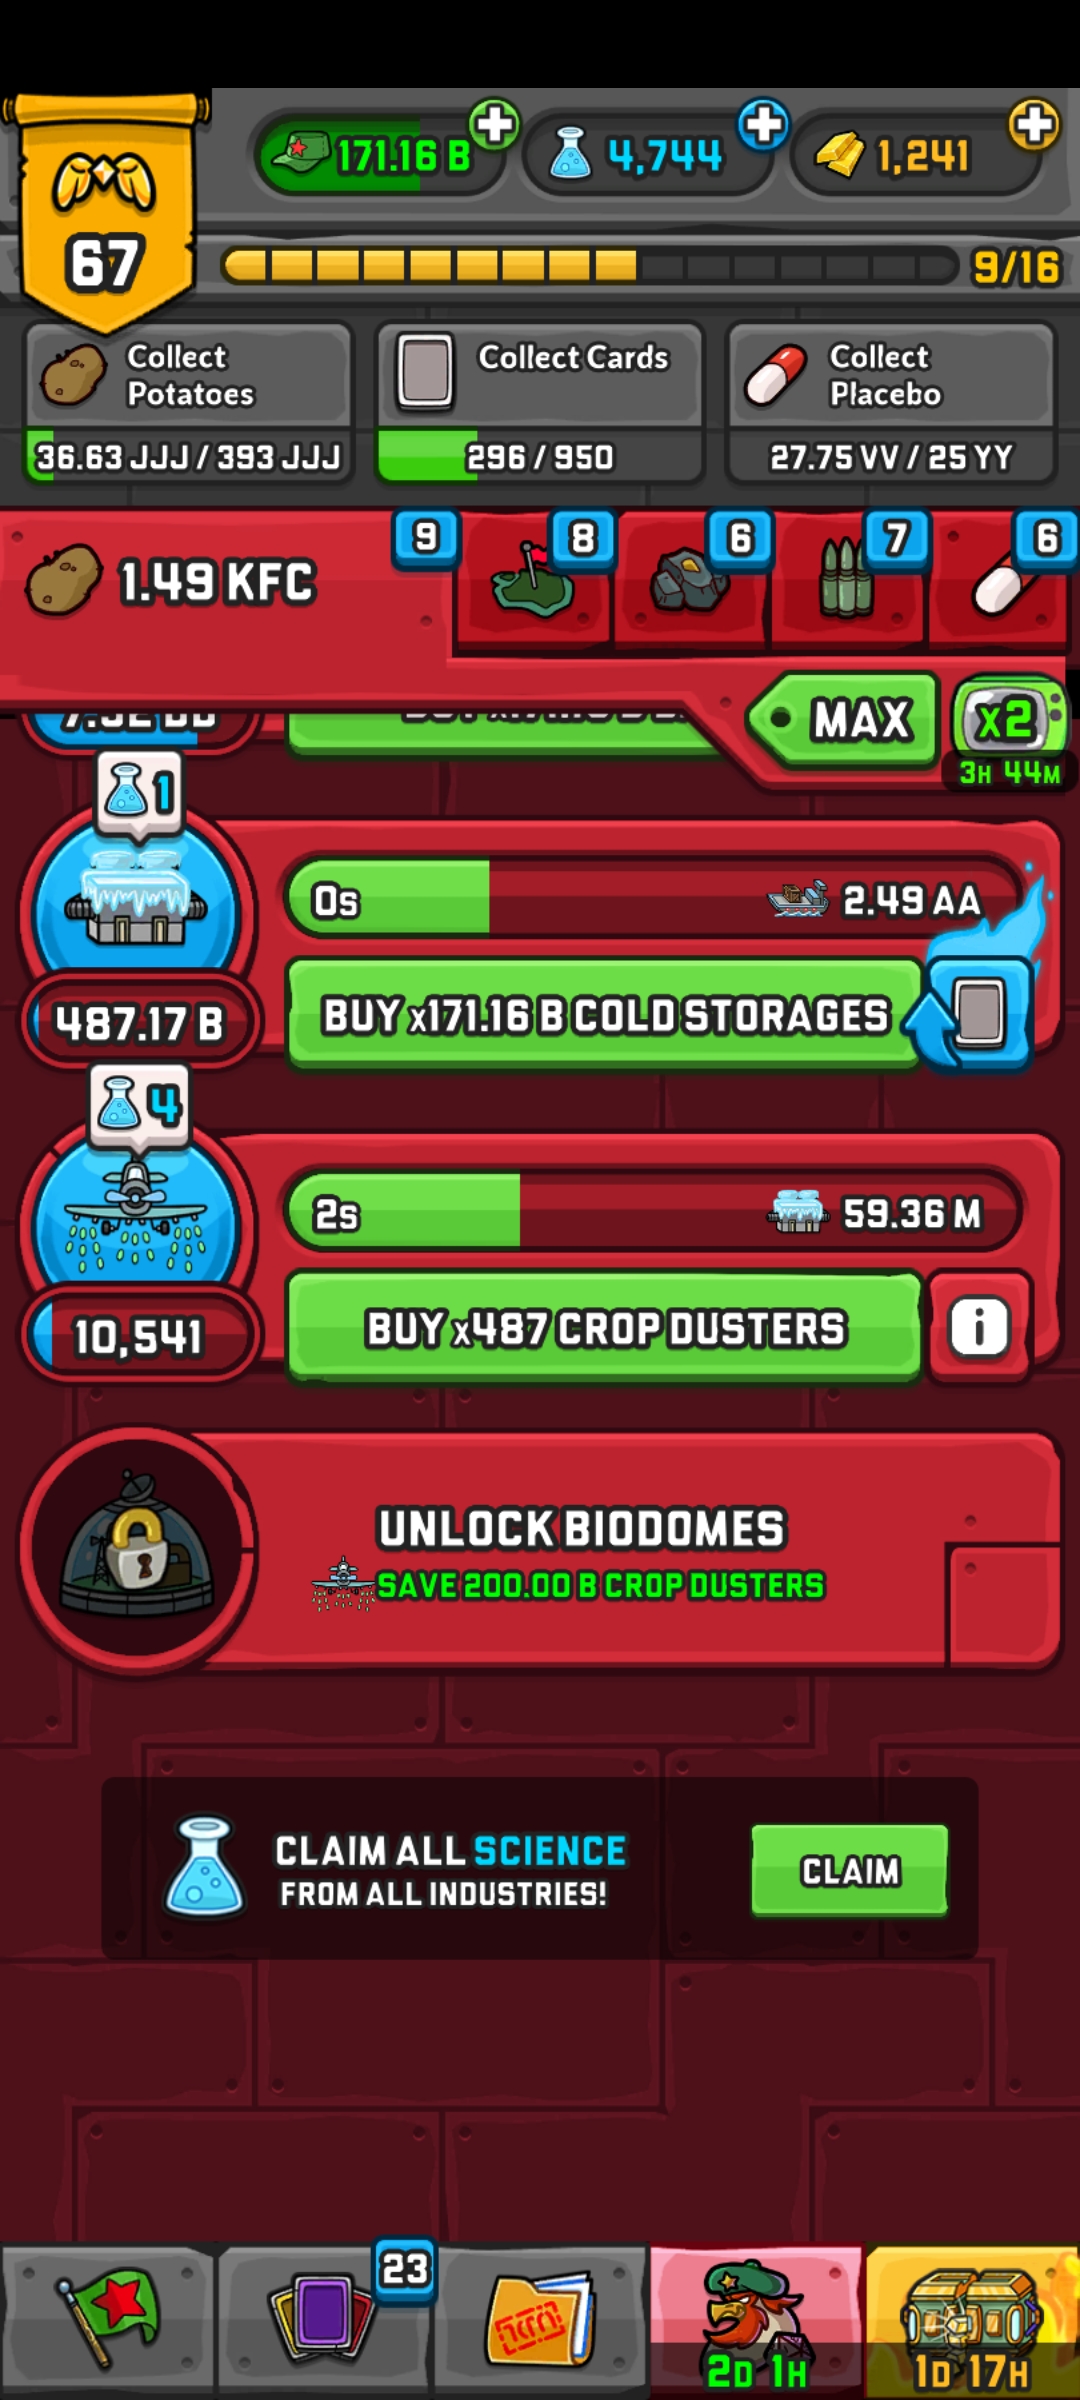 171.16 B
4,744
1,241
67
9/16
Collect
Potatoes
36.63 JJJ / 393 JJJ
Collect Cards
296 / 950
Collect
Placebo
27.75 VV / 25 YY
1.49 KFC
9
8
6
7
6
MAX
x2
3H 44M
1
0s
2.49 AA
487.17 B
BUY x171.16 B COLD STORAGES
4
2s
59.36 M
10,541
BUY x487 CROP DUSTERS
i
UNLOCK BIODOMES
SAVE 200.00 B CROP DUSTERS
CLAIM ALL SCIENCE
FROM ALL INDUSTRIES!
CLAIM
23
2D 1H
1D 17H